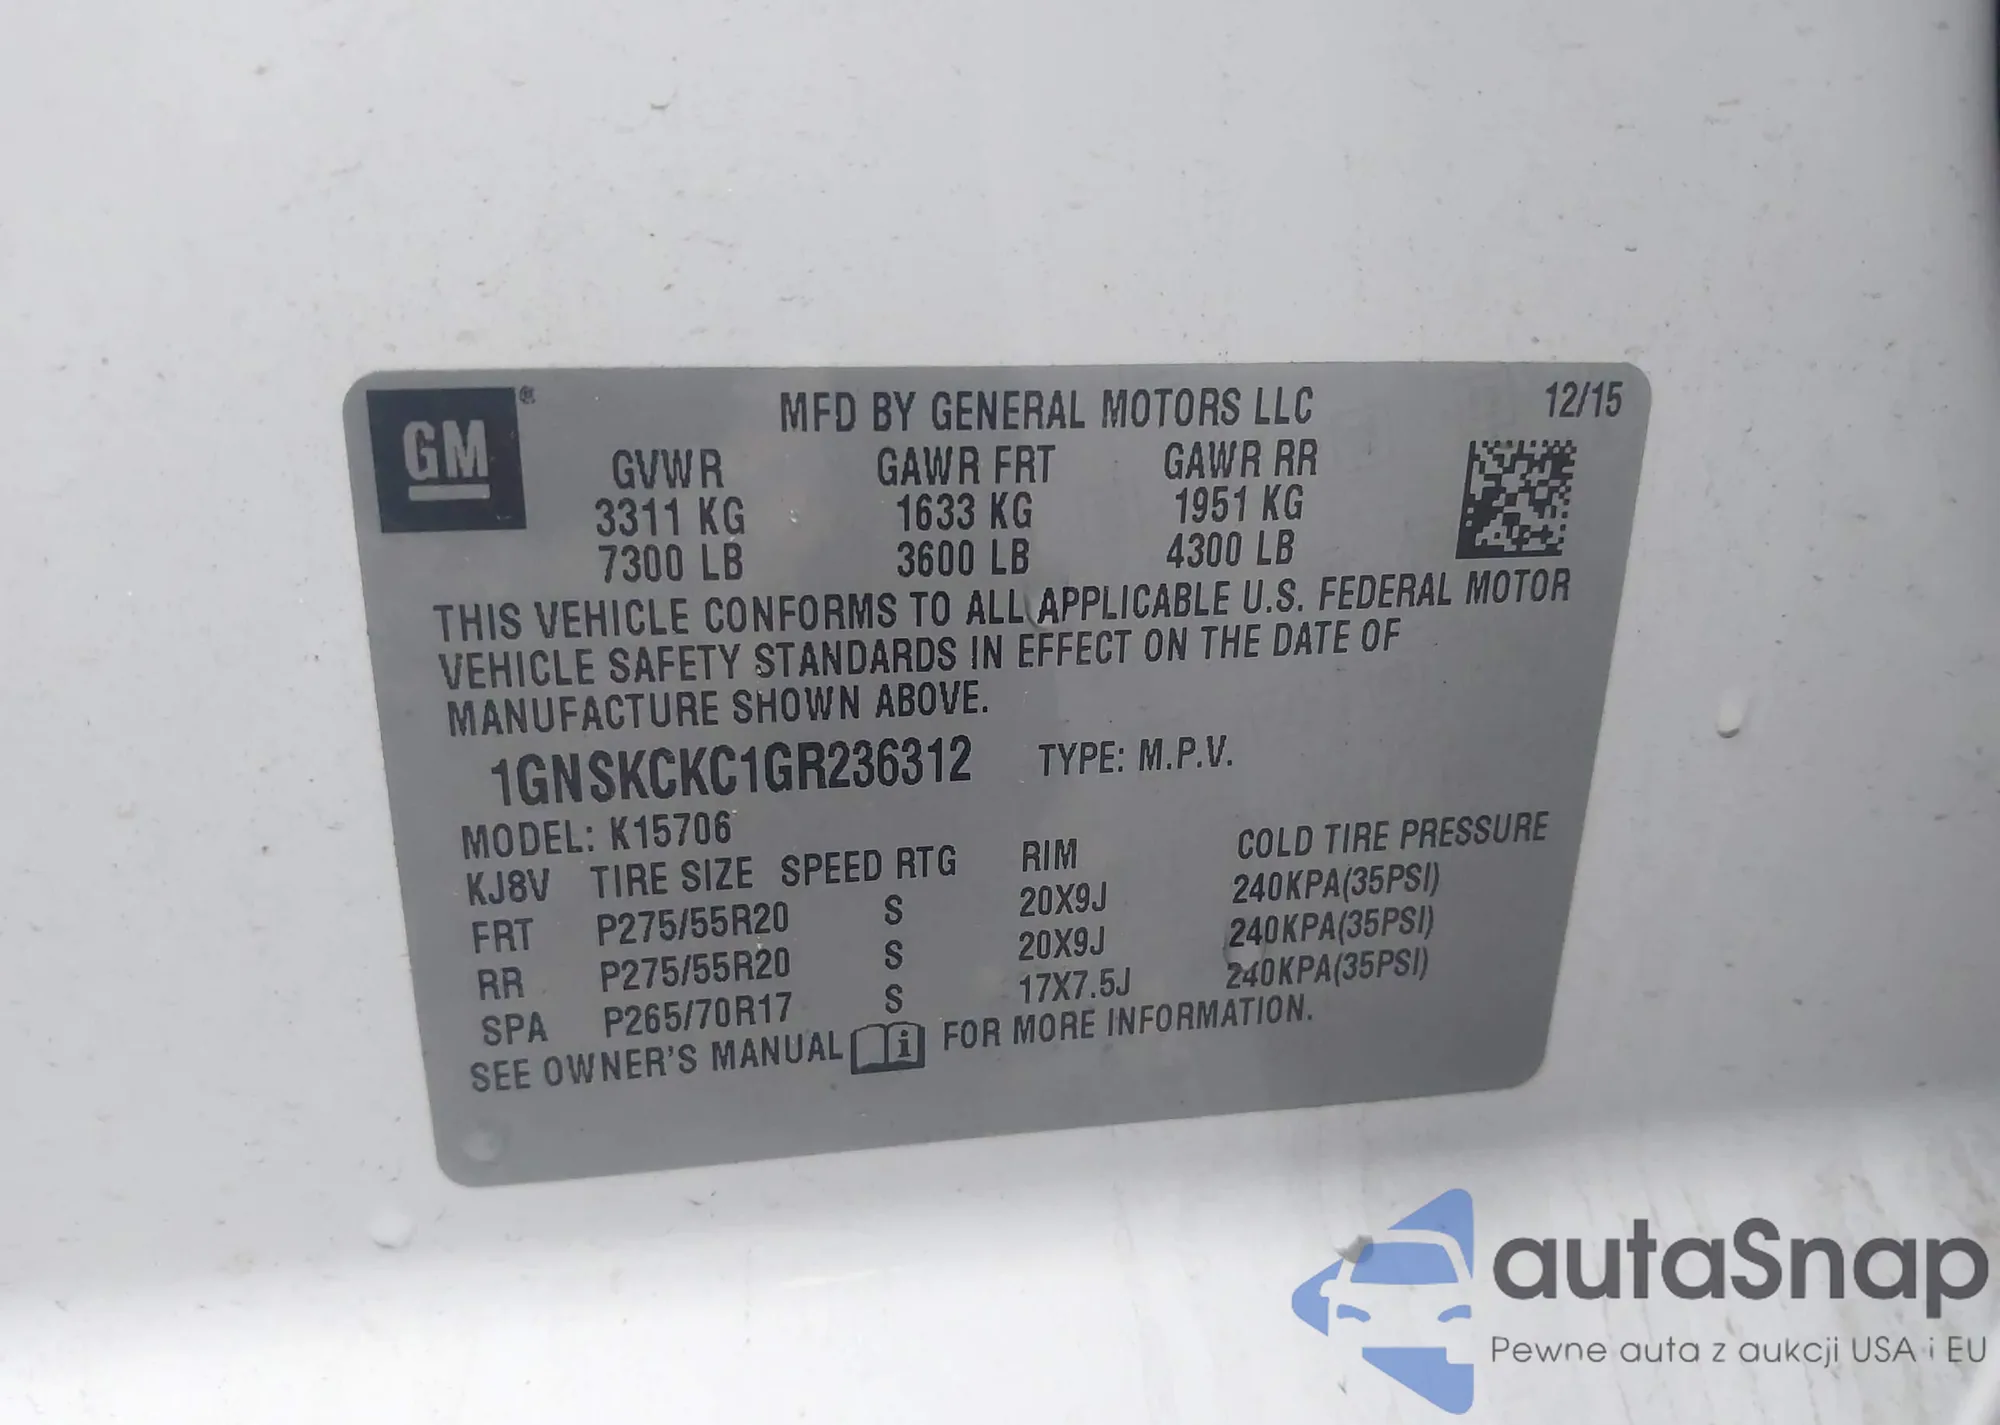 GM®
MFD BY GENERAL MOTORS LLC 12/15
GVWR GAWR FRT GAWR RR
3311 KG 1633 KG 1951 KG
7300 LB 3600 LB 4300 LB
THIS VEHICLE CONFORMS TO ALL APPLICABLE U.S. FEDERAL MOTOR
VEHICLE SAFETY STANDARDS IN EFFECT ON THE DATE OF
MANUFACTURE SHOWN ABOVE.
1GNSKCKC1GR236312 TYPE: M.P.V.
MODEL: K15706
KJ8V TIRE SIZE SPEED RTG RIM COLD TIRE PRESSURE
FRT P275/55R20 S 20X9J 240KPA(35PSI)
RR P275/55R20 S 20X9J 240KPA(35PSI)
SPA P265/70R17 S 17X7.5J 240KPA(35PSI)
SEE OWNER'S MANUAL i FOR MORE INFORMATION.
autaSnap
Pewne auta z aukcji USA i EU